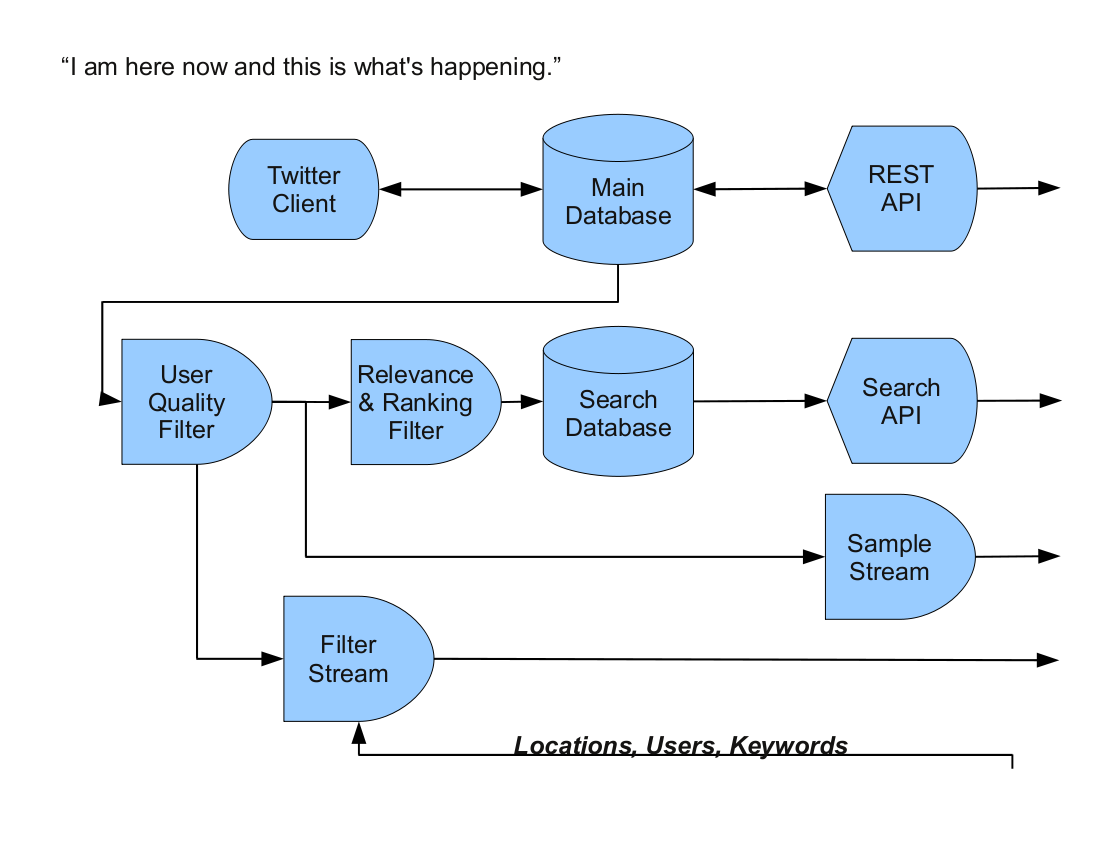 “I am here now and this is what's happening.”
Twitter
Client
Main
Database
REST
API
User
Quality
Filter
Relevance
& Ranking
Filter
Search
Database
Search
API
Sample
Stream
Filter
Stream
Locations, Users, Keywords